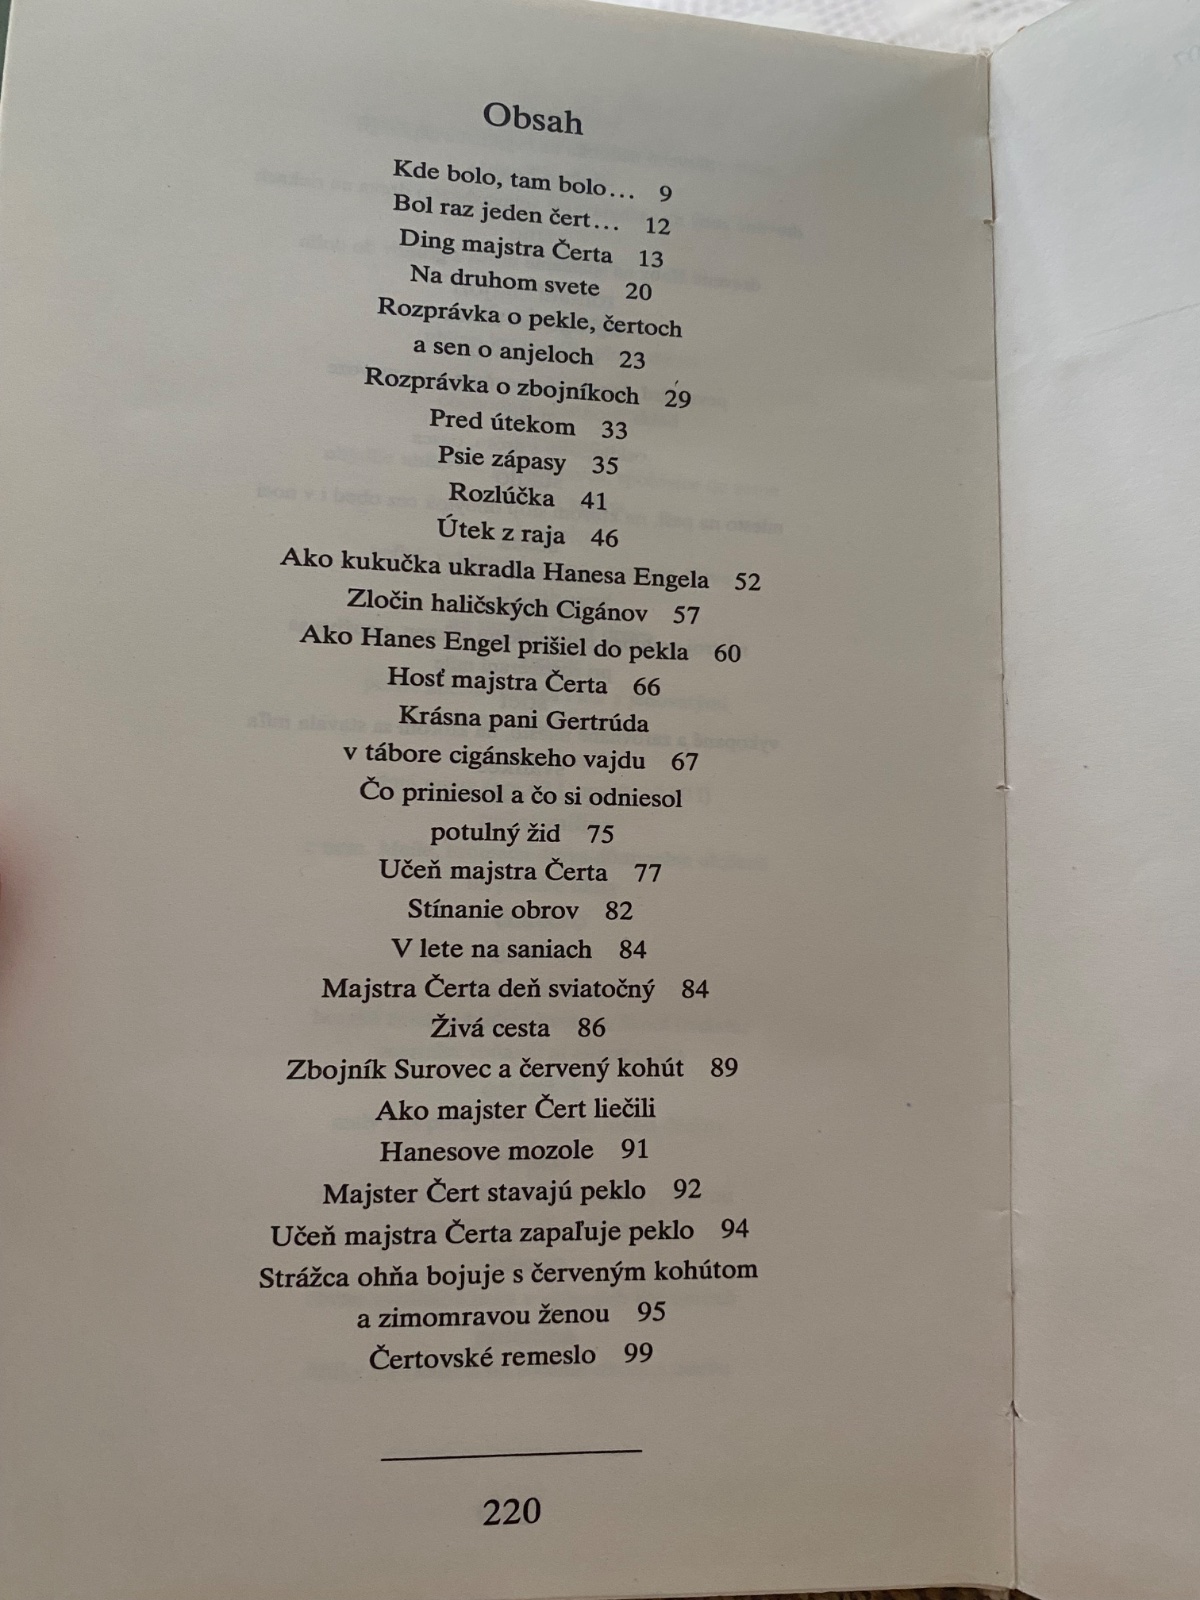 Obsah
Kde bolo, tam bolo... 9
Bol raz jeden čert... 12
Ding majstra Čerta 13
Na druhom svete 20
Rozprávka o pekle, čertoch
a sen o anjeloch 23
Rozprávka o zbojníkoch 29
Pred útekom 33
Psie zápasy 35
Rozlúčka 41
Útek z raja 46
Ako kukučka ukradla Hanesa Engela 52
Zločin haličských Cigánov 57
Ako Hanes Engel prišiel do pekla 60
Hosť majstra Čerta 66
Krásna pani Gertrúda
v tábore cigánskeho vajdu 67
Čo priniesol a čo si odniesol
potulný žid 75
Učeň majstra Čerta 77
Stínanie obrov 82
V lete na saniach 84
Majstra Čerta deň sviatočný 84
Živá cesta 86
Zbojník Surovec a červený kohút 89
Ako majster Čert liečili
Hanesove mozole 91
Majster Čert stavajú peklo 92
Učeň majstra Čerta zapaľuje peklo 94
Strážca ohňa bojuje s červeným kohútom
a zimomravou ženou 95
Čertovské remeslo 99
220